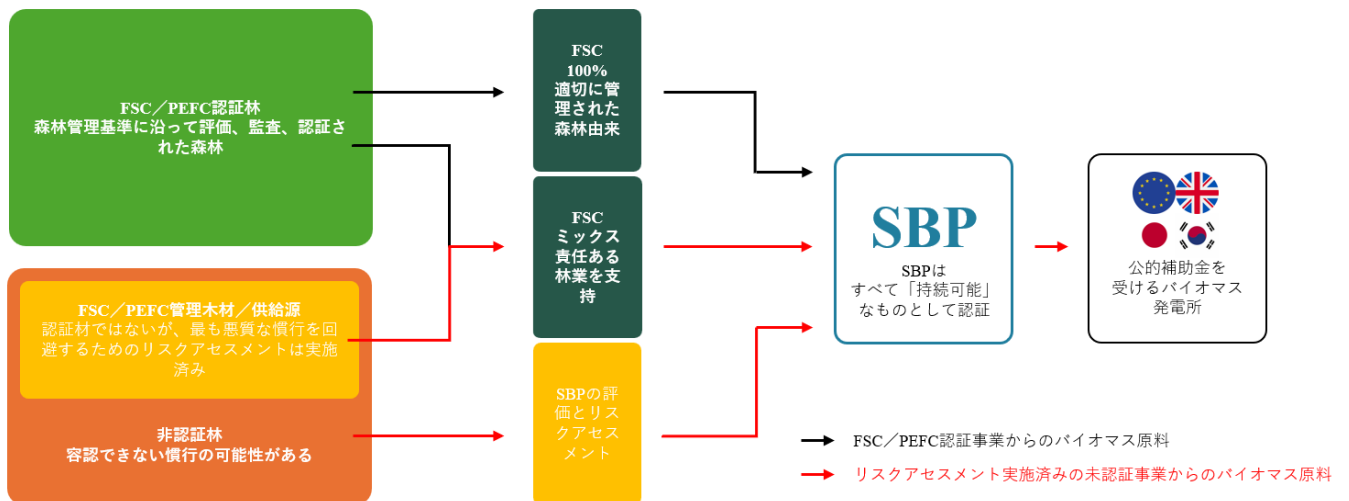 FSC／PEFC認証林
森林管理基準に沿って評価、監査、認証さ
れた森林
FSC／PEFC管理木材／供給源
認証材ではないが、最も悪質な慣行を回
避するためのリスクアセスメントは実施
済み
非認証林
容認できない慣行の可能性がある
FSC
100%
適切に管
理された
森林由来
FSC
ミックス
責任ある
林業を支
持
SBPの評
価とリス
クアセス
メント
SBP
SBPは
すべて「持続可能」
なものとして認証
公的補助金を
受けるバイオマス
発電所
FSC／PEFC認証事業からのバイオマス原料
リスクアセスメント実施済みの未認証事業からのバイオマス原料